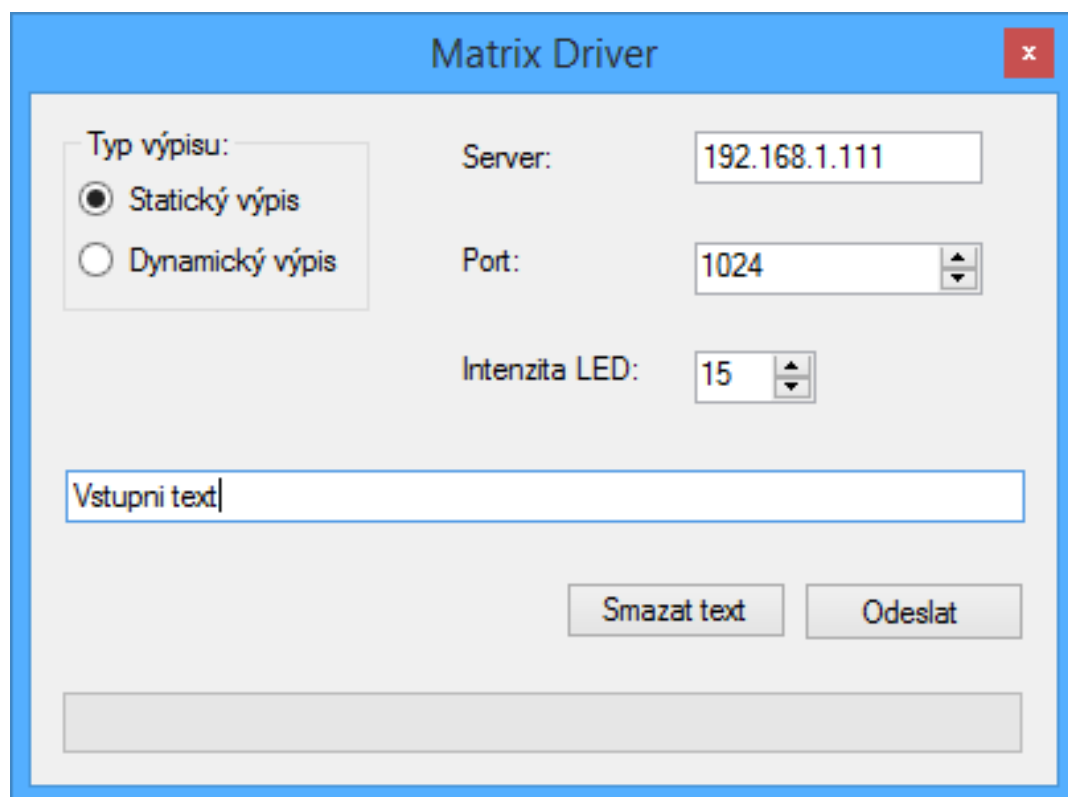 Matrix Driver
x
Typ výpisu:
Statický výpis
Dynamický výpis
Server:
192.168.1.111
Port:
1024
Intenzita LED:
15
Vstupni text
Smazat text
Odeslat